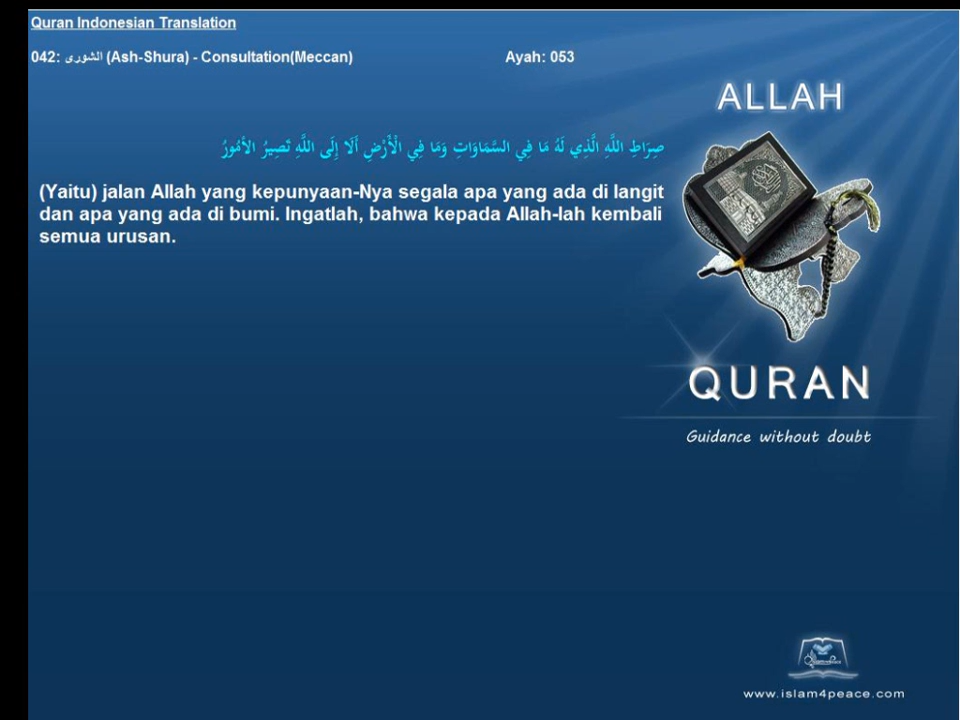 Quran Indonesian Translation
042: الشورى (Ash-Shura) - Consultation(Meccan) Ayah: 053
ALLAH
صِرَاطِ اللَّهِ الَّذِي لَهُ مَا فِي السَّمَاوَاتِ وَمَا فِي الْأَرْضِ أَلَا إِلَى اللَّهِ تَصِيرُ الأمُورُ
(Yaitu) jalan Allah yang kepunyaan-Nya segala apa yang ada di langit
dan apa yang ada di bumi. Ingatlah, bahwa kepada Allah-lah kembali
semua urusan.
QURAN
Guidance without doubt
www.islam4peace.com